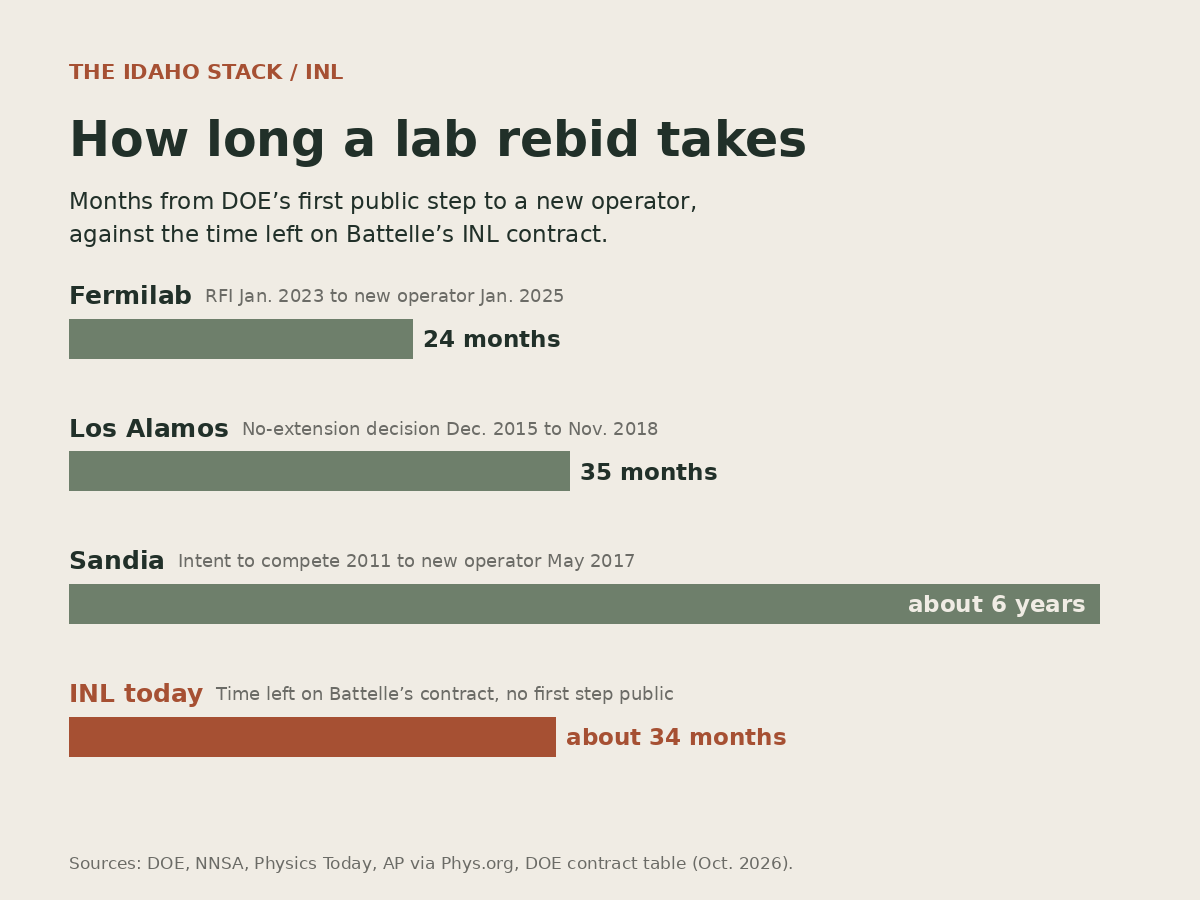 THE IDAHO STACK / INL
How long a lab rebid takes
Months from DOE’s first public step to a new operator,
against the time left on Battelle’s INL contract.
Fermilab RFI Jan. 2023 to new operator Jan. 2025
24 months
Los Alamos No-extension decision Dec. 2015 to Nov. 2018
35 months
Sandia Intent to compete 2011 to new operator May 2017
about 6 years
INL today Time left on Battelle’s contract, no first step public
about 34 months
Sources: DOE, NNSA, Physics Today, AP via Phys.org, DOE contract table (Oct. 2026).